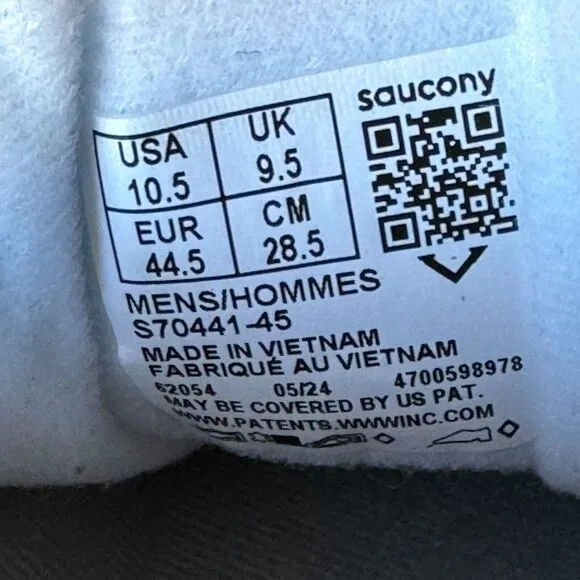 saucony
USA 10.5 UK 9.5
EUR 44.5 CM 28.5
MENS/HOMMES
S70441-45
MADE IN VIETNAM
FABRIQUÉ AU VIETNAM
62054 05/24 4700598978
MAY BE COVERED BY US PAT.
WWW.PATENTS.WWWINC.COM